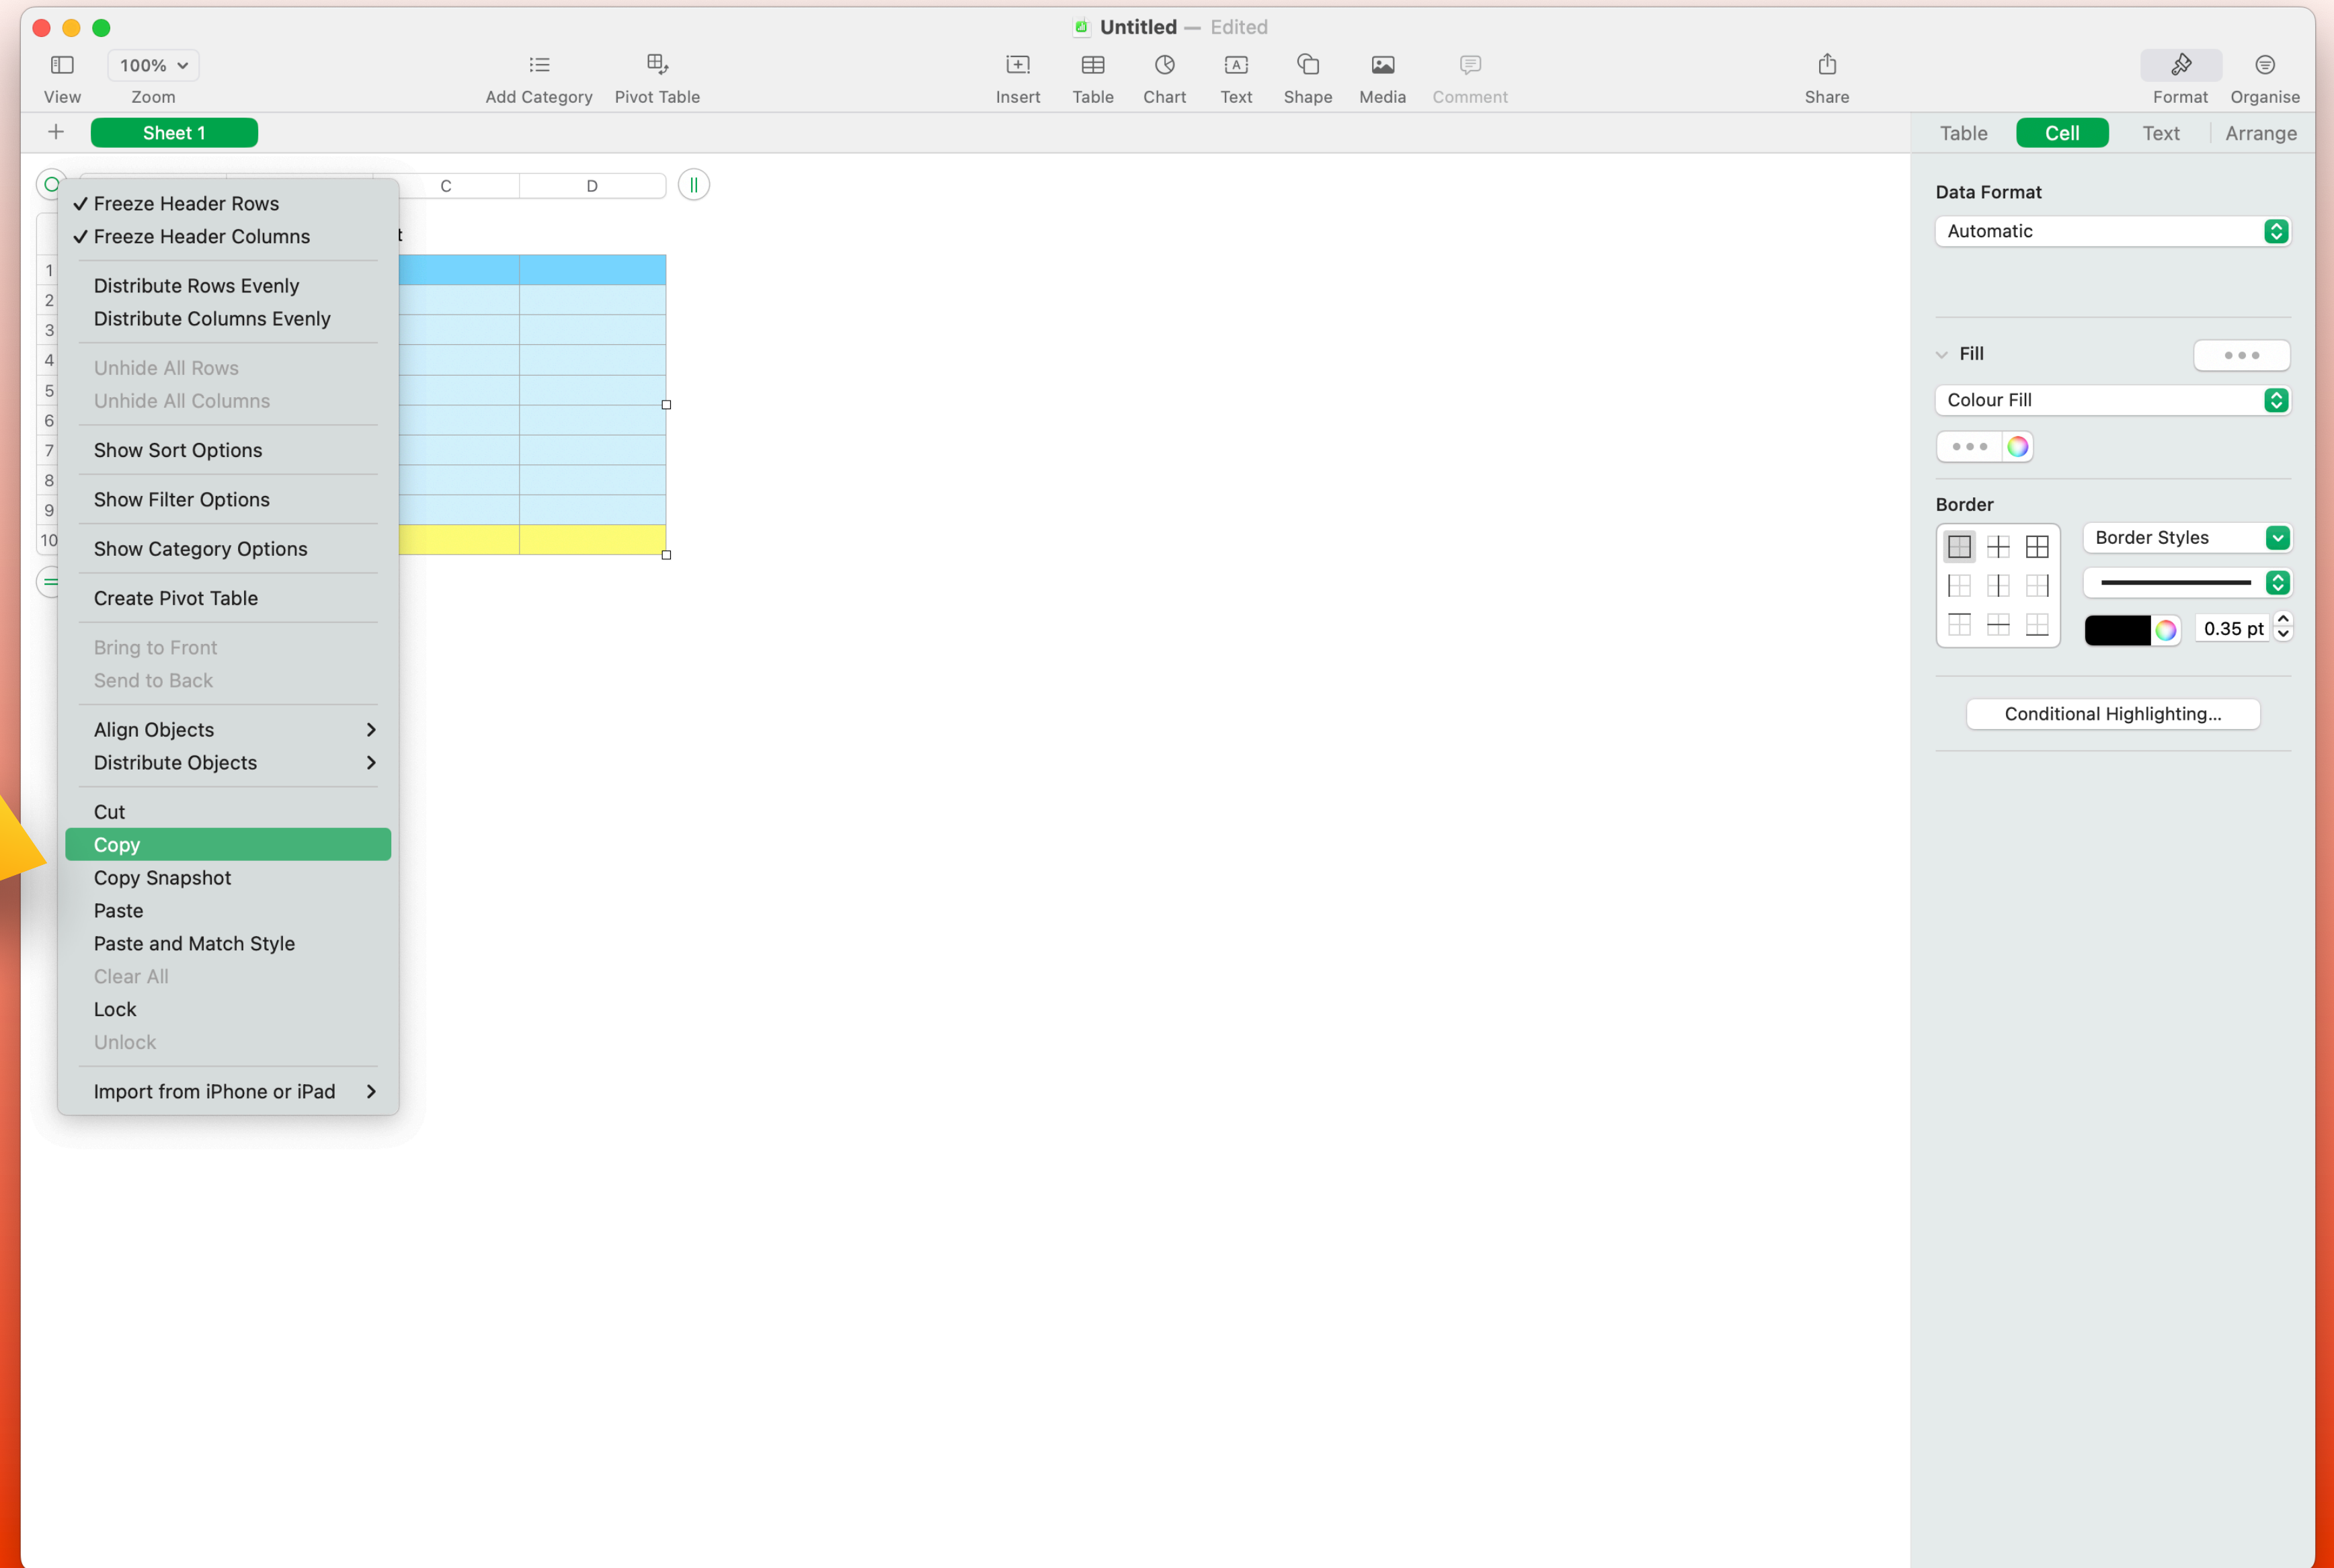 Untitled — Edited
100%
View Zoom Add Category Pivot Table Insert Table Chart Text Shape Media Comment Share Format Organise
+ Sheet 1
Table Cell Text Arrange
C D
t
1
2
3
4
5
6
7
8
9
10
Freeze Header Rows
Freeze Header Columns
Distribute Rows Evenly
Distribute Columns Evenly
Unhide All Rows
Unhide All Columns
Show Sort Options
Show Filter Options
Show Category Options
Create Pivot Table
Bring to Front
Send to Back
Align Objects
Distribute Objects
Cut
Copy
Copy Snapshot
Paste
Paste and Match Style
Clear All
Lock
Unlock
Import from iPhone or iPad
Data Format
Automatic
Fill
Colour Fill
Border
Border Styles
0.35 pt
Conditional Highlighting...